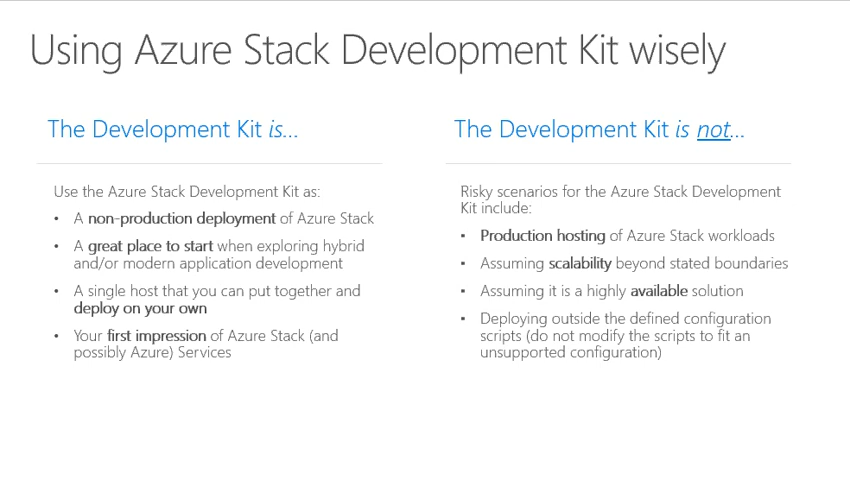 Using Azure Stack Development Kit wisely
The Development Kit is...
Use the Azure Stack Development Kit as:
• A non-production deployment of Azure Stack
• A great place to start when exploring hybrid
and/or modern application development
• A single host that you can put together and
deploy on your own
• Your first impression of Azure Stack (and
possibly Azure) Services
The Development Kit is not...
Risky scenarios for the Azure Stack Development
Kit include:
▪ Production hosting of Azure Stack workloads
▪ Assuming scalability beyond stated boundaries
▪ Assuming it is a highly available solution
▪ Deploying outside the defined configuration
scripts (do not modify the scripts to fit an
unsupported configuration)